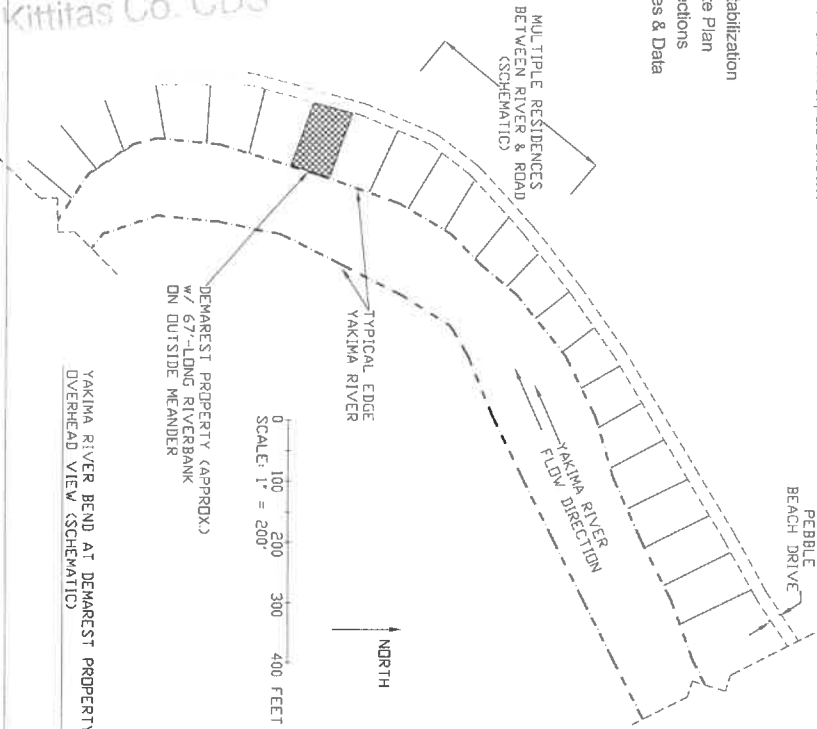 Kittitas Co. CDS
tabilization
e Plan
ctions
es & Data
MULTIPLE RESIDENCES
BETWEEN RIVER & ROAD
(SCHEMATIC)
PEBBLE
BEACH DRIVE
YAKIMA RIVER
FLOW DIRECTION
TYPICAL EDGE
YAKIMA RIVER
DEMAREST PROPERTY (APPROX.)
w/ 67'-LONG RIVERBANK
ON OUTSIDE MEANDER
0 100 200 300 400 FEET
SCALE: 1" = 200'
NORTH
YAKIMA RIVER BEND AT DEMAREST PROPERTY
OVERHEAD VIEW (SCHEMATIC)